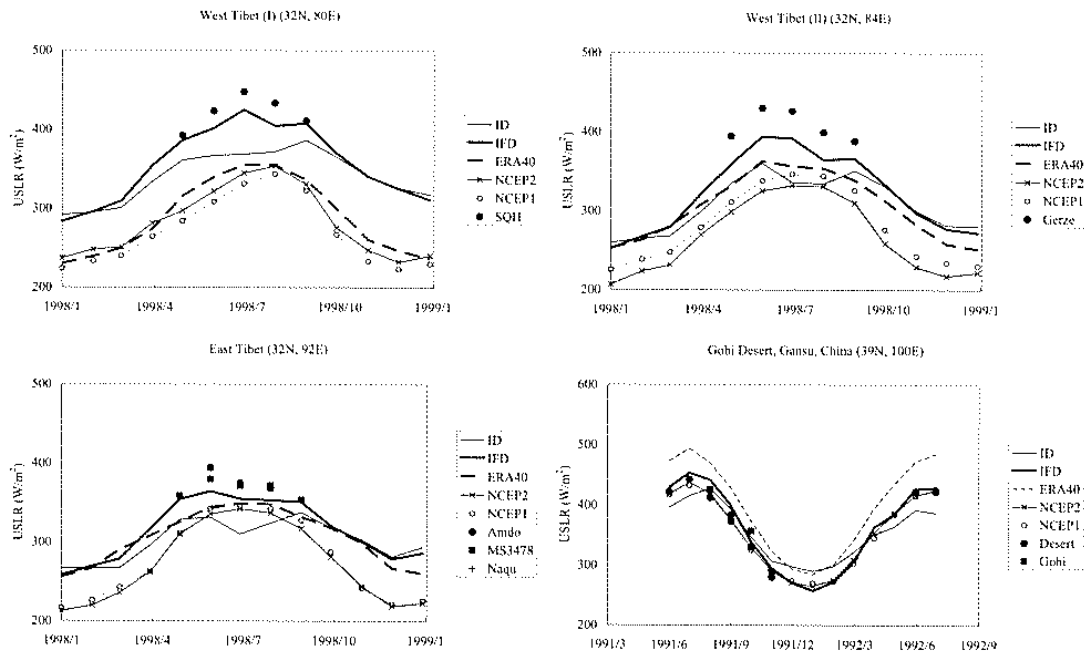 West Tibet (I) (32N, 80E)
500
400
300
200
USLR (W/m²)
1998/1
1998/4
1998/7
1998/10
1999/1
ID
IFD
ERA40
NCEP2
NCEP1
SQH
West Tibet (II) (32N, 84E)
500
400
300
200
USLR (W/m²)
1998/1
1998/4
1998/7
1998/10
1999/1
ID
IFD
ERA40
NCEP2
NCEP1
Gerze
East Tibet (32N, 92E)
500
400
300
200
USLR (W/m²)
1998/1
1998/4
1998/7
1998/10
1999/1
ID
IFD
ERA40
NCEP2
NCEP1
Amdo
MS3478
Naqu
Gobi Desert, Gansu, China (39N, 100E)
600
500
400
300
200
USLR (W/m²)
1991/3
1991/6
1991/9
1991/12
1992/3
1992/6
1992/9
ID
IFD
ERA40
NCEP2
NCEP1
Desert
Gobi